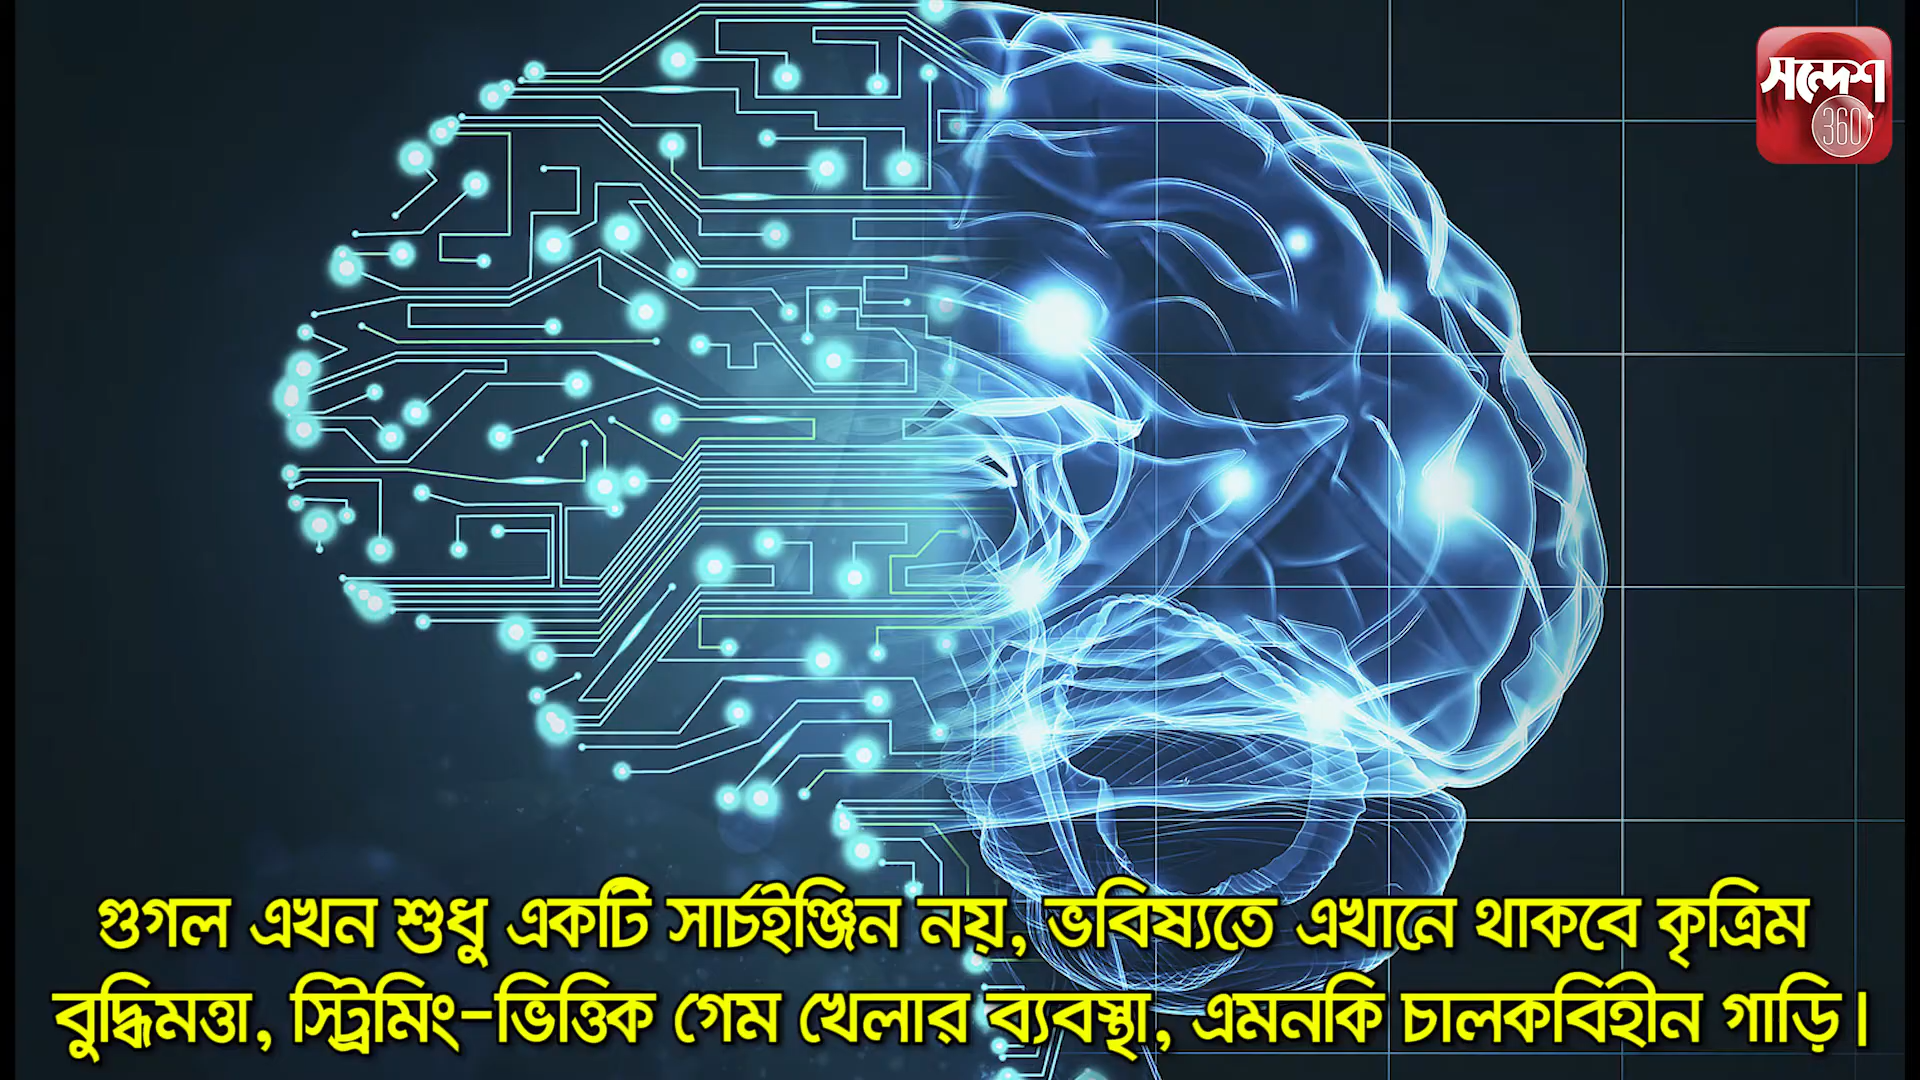 সন্দেশ
360
গুগল এখন শুধু একটি সার্চইঞ্জিন নয়, ভবিষ্যতে এখানে থাকবে কৃত্রিম
বুদ্ধিমত্তা, স্ট্রিমিং-ভিত্তিক গেম খেলার ব্যবস্থা, এমনকি চালকবিহীন গাড়ি।